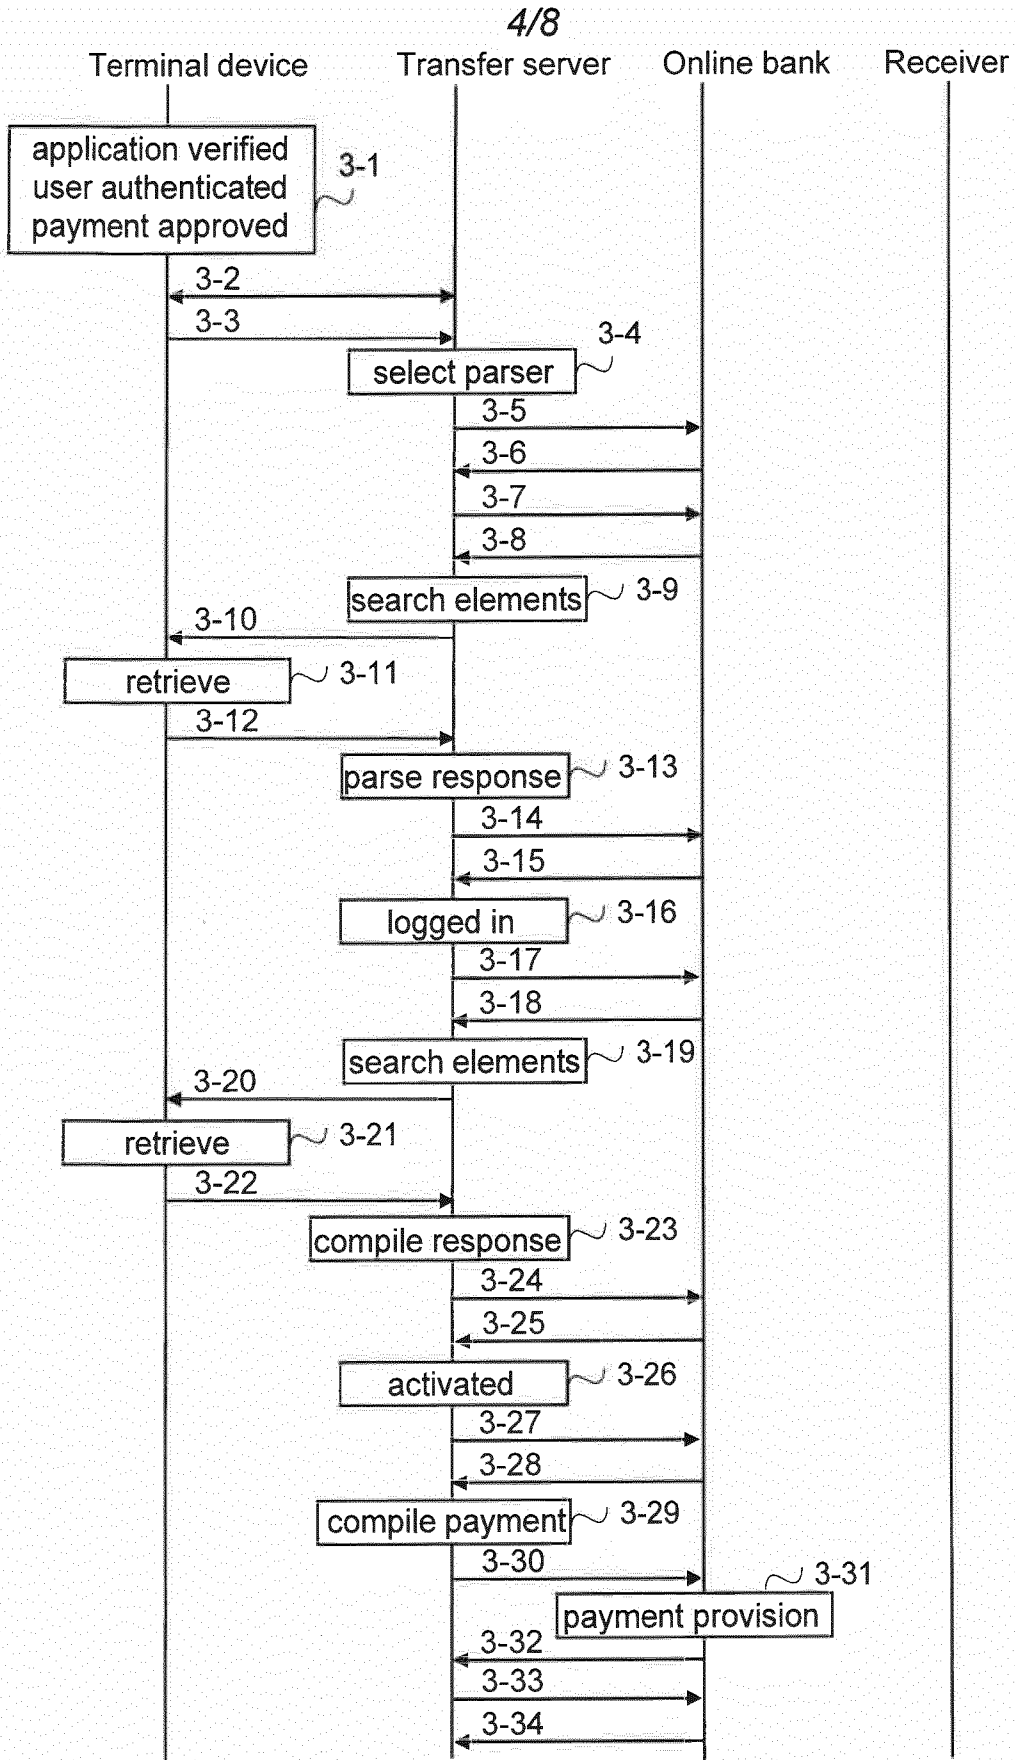 4/8
Terminal device Transfer server Online bank Receiver
application verified
user authenticated
payment approved
3-1
3-2
3-3
3-4
select parser
3-5
3-6
3-7
3-8
search elements
3-9
3-10
retrieve
3-11
3-12
parse response
3-13
3-14
3-15
logged in
3-16
3-17
3-18
search elements
3-19
3-20
retrieve
3-21
3-22
compile response
3-23
3-24
3-25
activated
3-26
3-27
3-28
compile payment
3-29
3-30
3-31
payment provision
3-32
3-33
3-34